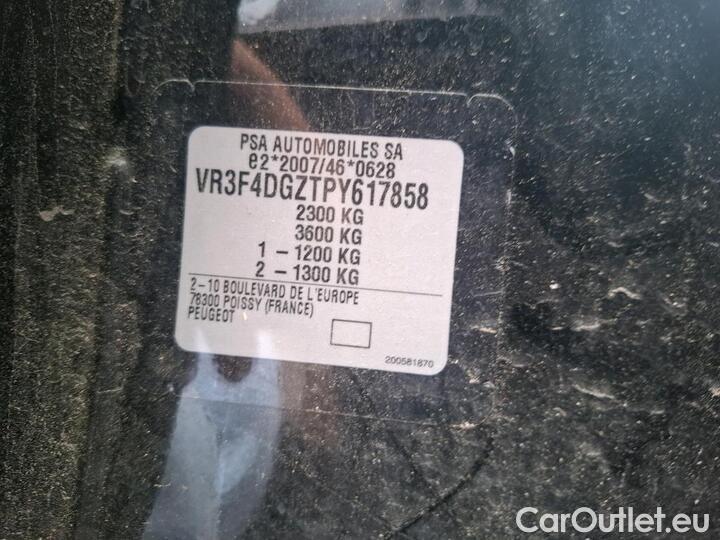 PSA AUTOMOBILES SA
e2*2007/46*0628
VR3F4DGZTPY617858
2300 KG
3600 KG
1 - 1200 KG
2 - 1300 KG
2-10 BOULEVARD DE L'EUROPE
78300 POISSY (FRANCE)
PEUGEOT
200581870
CarOutlet.eu